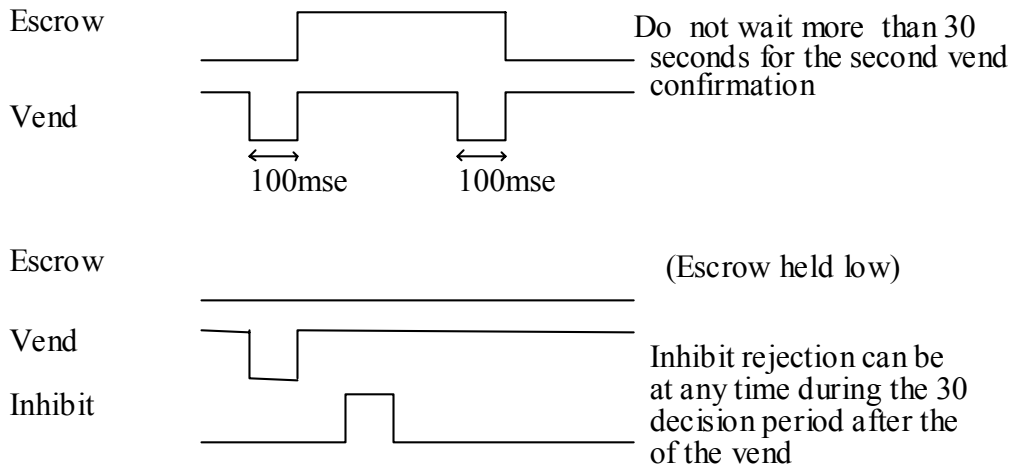 Escrow
Do not wait more than 30
seconds for the second vend
confirmation
Vend
100mse
100mse
Escrow
(Escrow held low)
Vend
Inhibit rejection can be
at any time during the 30
decision period after the
of the vend
Inhibit